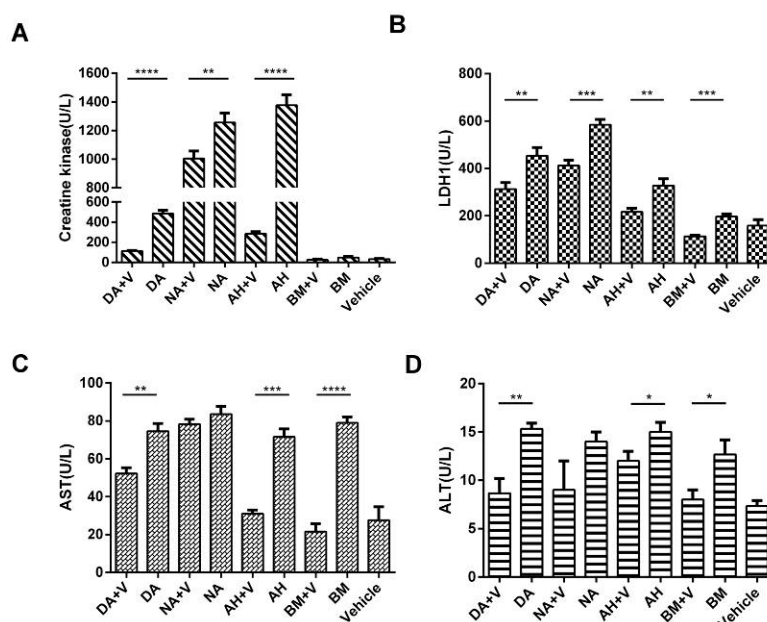 A
**** ** ****
Creatine kinase(U/L)
1600
1400
1200
1000
800
600
400
200
0
DA+V DA NA+V NA AH+V AH BM+V BM Vehicle
B
** *** ** ***
LDH1(U/L)
800
600
400
200
0
DA+V DA NA+V NA AH+V AH BM+V BM Vehicle
C
** *** ****
AST(U/L)
100
80
60
40
20
0
DA+V DA NA+V NA AH+V AH BM+V BM Vehicle
D
** * *
ALT(U/L)
20
15
10
5
0
DA+V DA NA+V NA AH+V AH BM+V BM Vehicle